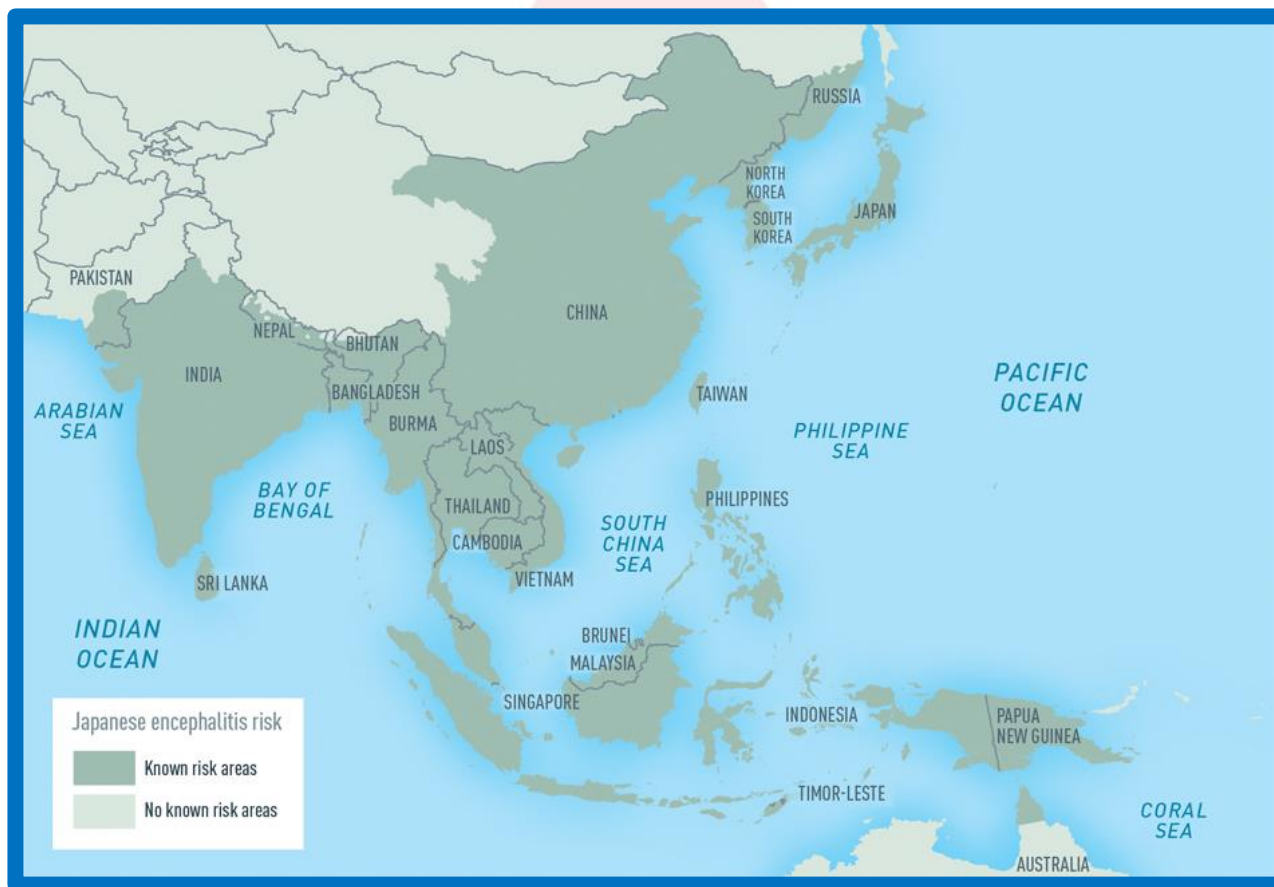 RUSSIA
NORTH
KOREA
SOUTH
KOREA
JAPAN
PAKISTAN
CHINA
NEPAL
BHUTAN
INDIA
BANGLADESH
BURMA
TAIWAN
PACIFIC
OCEAN
ARABIAN
SEA
PHILIPPINE
SEA
LAOS
BAY OF
BENGAL
THAILAND
PHILIPPINES
SOUTH
CHINA
SEA
CAMBODIA
VIETNAM
SRI LANKA
INDIAN
OCEAN
BRUNEI
MALAYSIA
SINGAPORE
INDONESIA
PAPUA
NEW GUINEA
TIMOR-LESTE
CORAL
SEA
AUSTRALIA
Japanese encephalitis risk
Known risk areas
No known risk areas